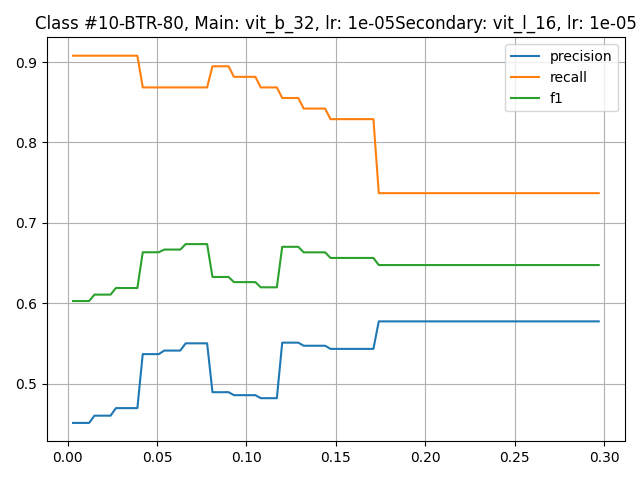 Class #10-BTR-80, Main: vit_b_32, lr: 1e-05Secondary: vit_l_16, lr: 1e-05
precision
recall
f1
0.9
0.8
0.7
0.6
0.5
0.00 0.05 0.10 0.15 0.20 0.25 0.30